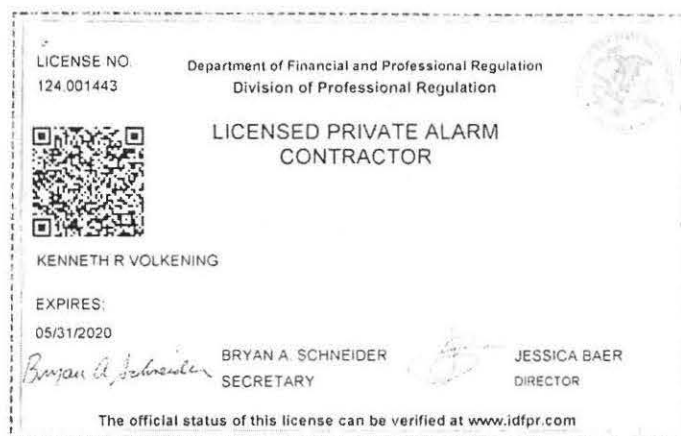 LICENSE NO.
124.001443
Department of Financial and Professional Regulation
Division of Professional Regulation
LICENSED PRIVATE ALARM
CONTRACTOR
KENNETH R VOLKENING
EXPIRES:
05/31/2020
Bryan A. Schneider
BRYAN A. SCHNEIDER
SECRETARY
JESSICA BAER
DIRECTOR
The official status of this license can be verified at www.idfpr.com